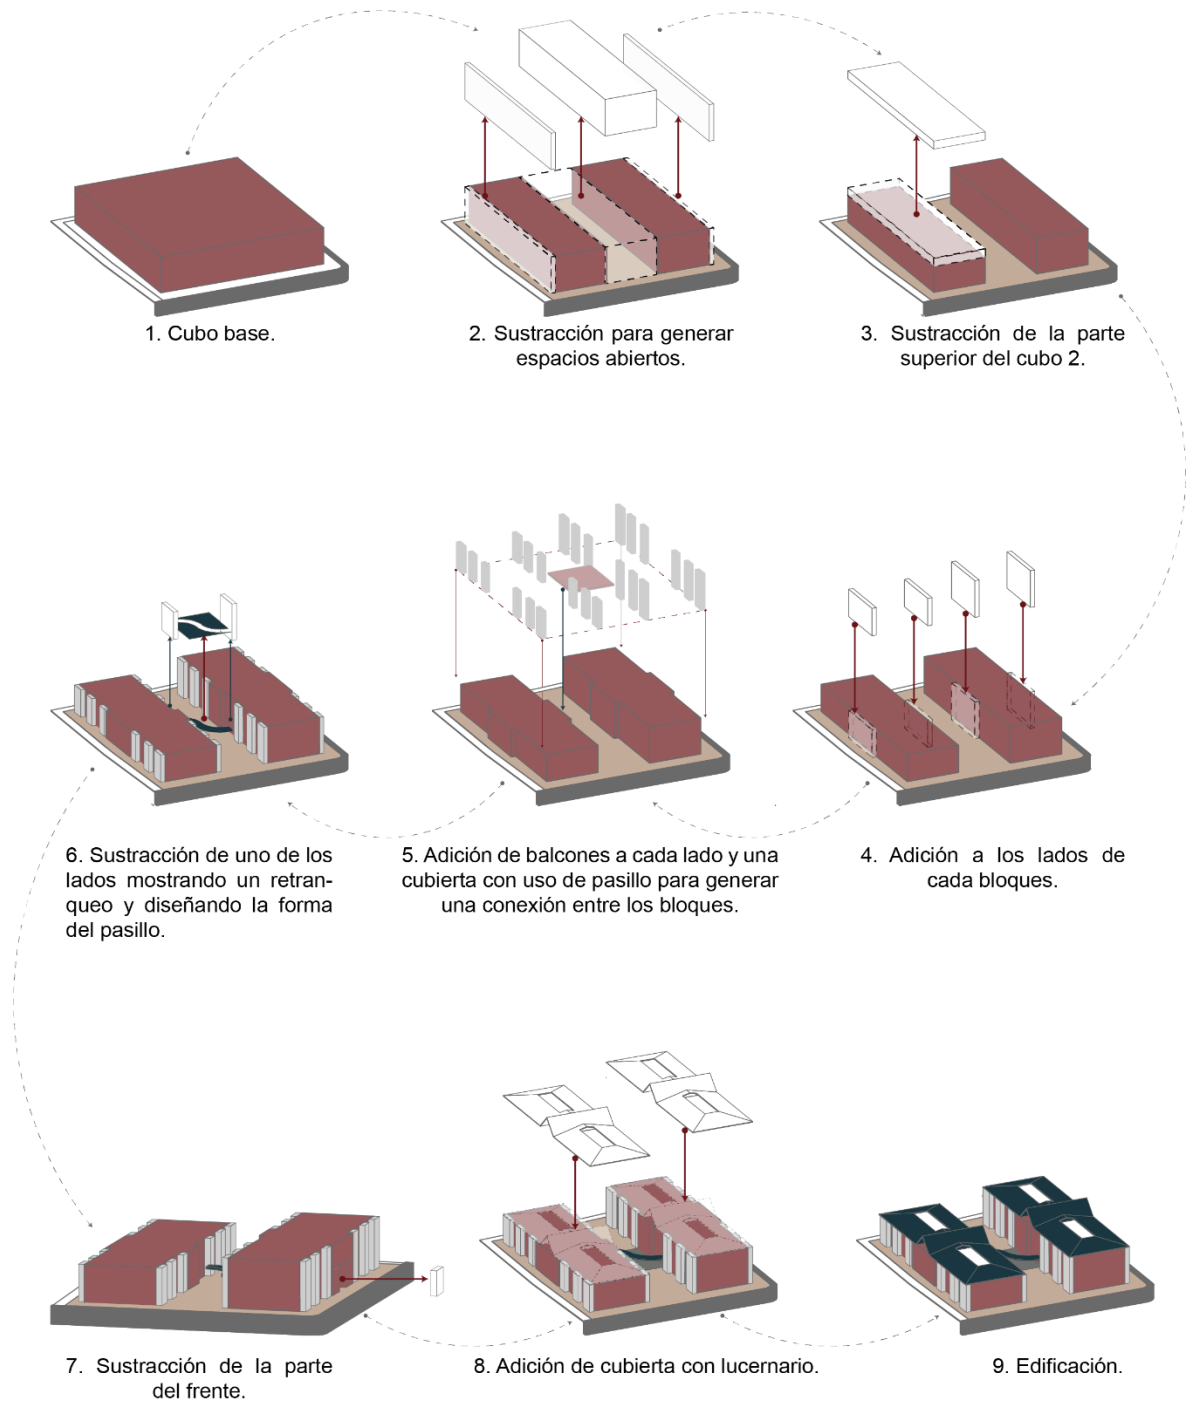 1. Cubo base.
2. Sustracción para generar
espacios abiertos.
3. Sustracción de la parte
superior del cubo 2.
6. Sustracción de uno de los
lados mostrando un retran-
queo y diseñando la forma
del pasillo.
5. Adición de balcones a cada lado y una
cubierta con uso de pasillo para generar
una conexión entre los bloques.
4. Adición a los lados de
cada bloques.
7. Sustracción de la parte
del frente.
8. Adición de cubierta con lucernario.
9. Edificación.